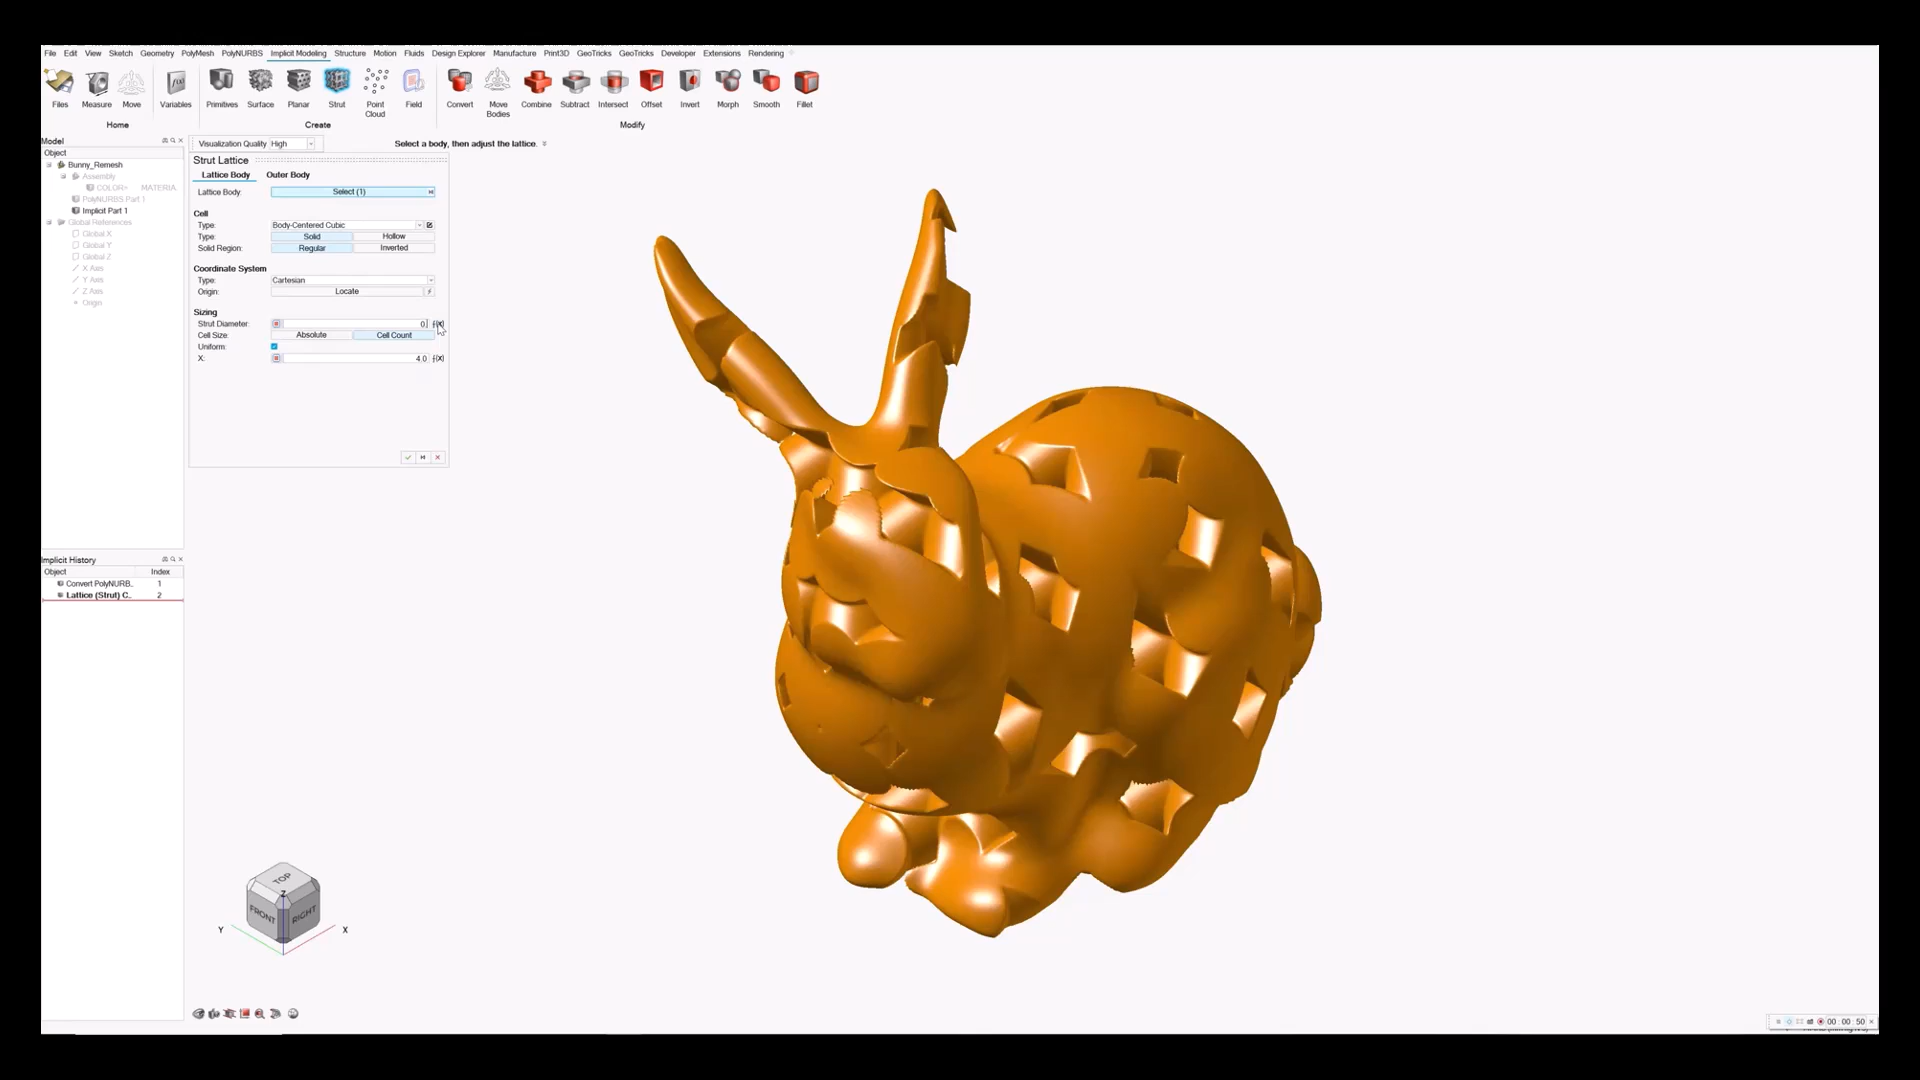 File Edit View Sketch Geometry PolyMesh PolyNURBS Implicit Modeling Structure Motion Fluids Design Explorer Manufacture Print3D GeoTricks GeoTricks Developer Extensions Rendering
Files Measure Move Variables Primitives Surface Planar Strut Point Cloud Field Convert Move Bodies Combine Subtract Intersect Offset Invert Morph Smooth Fillet
Home Create Modify
Model
Object
Bunny_Remesh
Assembly
COLOR= MATERIA.
PolyNURBS Part 1
Implicit Part 1
Global References
Global X
Global Y
Global Z
X Axis
Y Axis
Z Axis
Origin
Visualization Quality High
Select a body, then adjust the lattice.
Strut Lattice
Lattice Body Outer Body
Lattice Body: Select (1)
Cell
Type: Body-Centered Cubic
Type: Solid Hollow
Solid Region: Regular Inverted
Coordinate System
Type: Cartesian
Origin: Locate
Sizing
Strut Diameter: 0. f(X)
Cell Size: Absolute Cell Count
Uniform:
X: 4.0 f(X)
Implicit History
Object Index
Convert PolyNURB.. 1
Lattice (Strut) C.. 2
TOP
FRONT
RIGHT
Z
Y
X
00 : 00 : 50